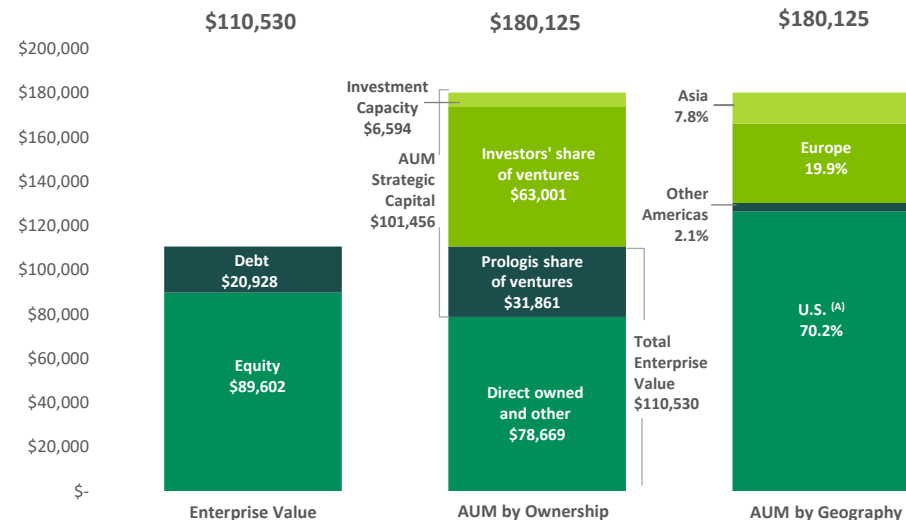 $110,530
$180,125
$180,125
$200,000
$180,000
$160,000
$140,000
$120,000
$100,000
$80,000
$60,000
$40,000
$20,000
$-
Debt
$20,928
Equity
$89,602
Enterprise Value
Investment
Capacity
$6,594
AUM
Strategic
Capital
$101,456
Investors' share
of ventures
$63,001
Prologis share
of ventures
$31,861
Direct owned
and other
$78,669
Total
Enterprise
Value
$110,530
AUM by Ownership
Asia
7.8%
Europe
19.9%
Other
Americas
2.1%
U.S. (A)
70.2%
AUM by Geography